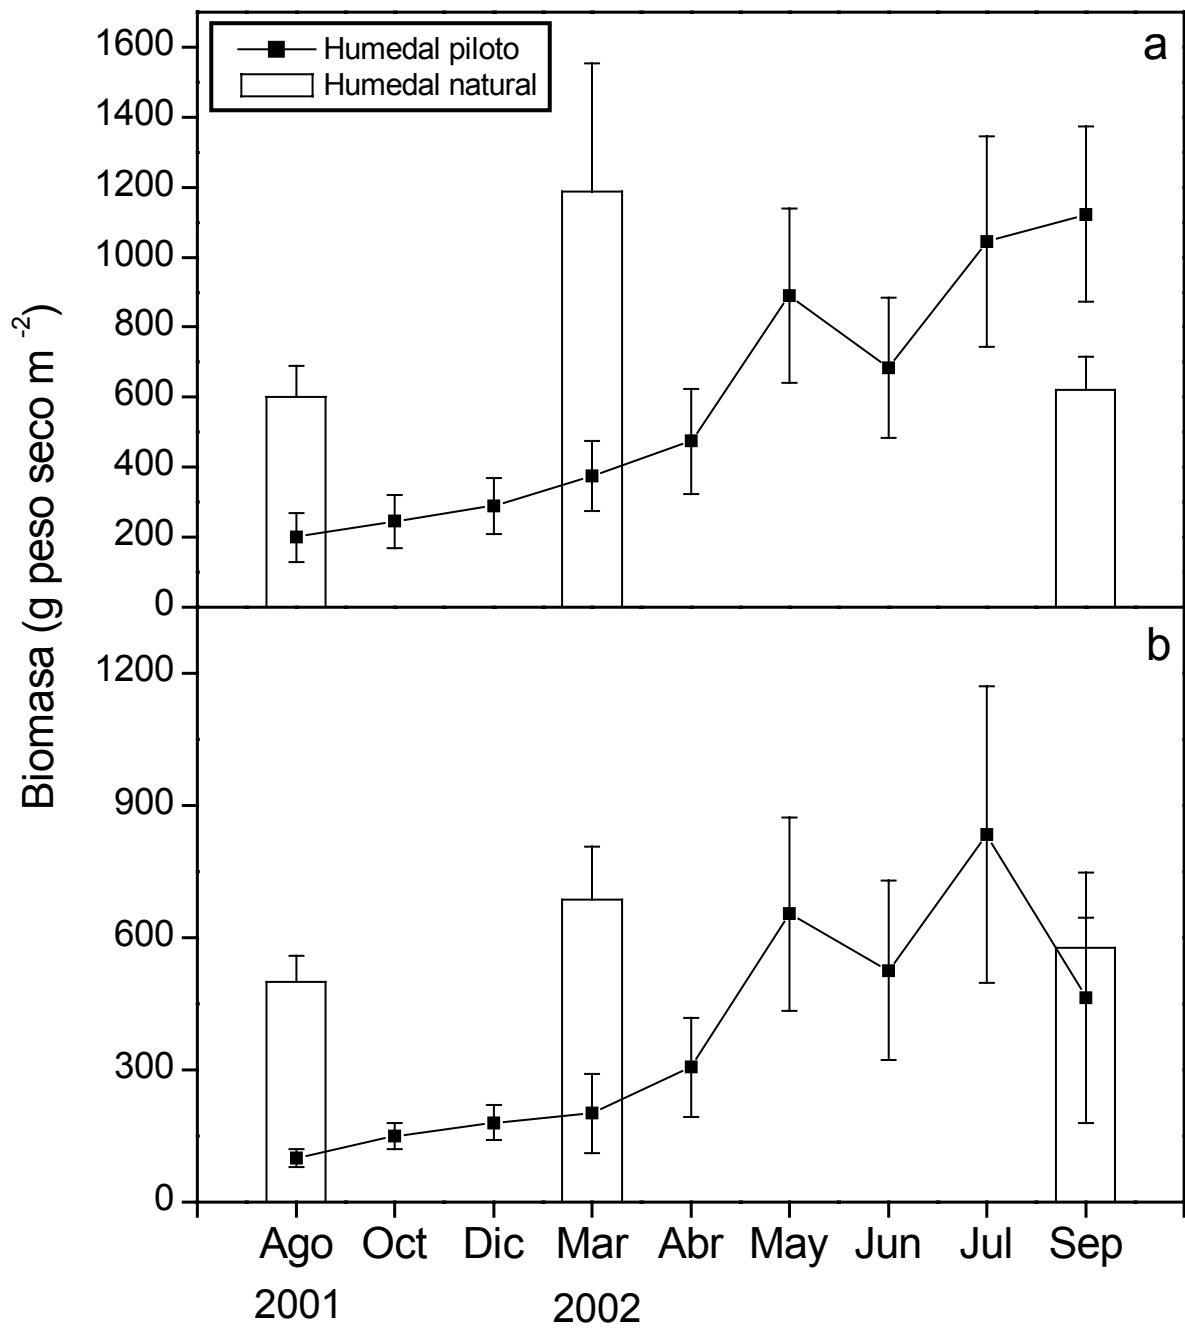 Humedal piloto
Humedal natural
a
1600
1400
1200
1000
800
600
400
200
0
Biomasa (g peso seco m⁻²)
b
1200
900
600
300
0
Ago Oct Dic Mar Abr May Jun Jul Sep
2001 2002